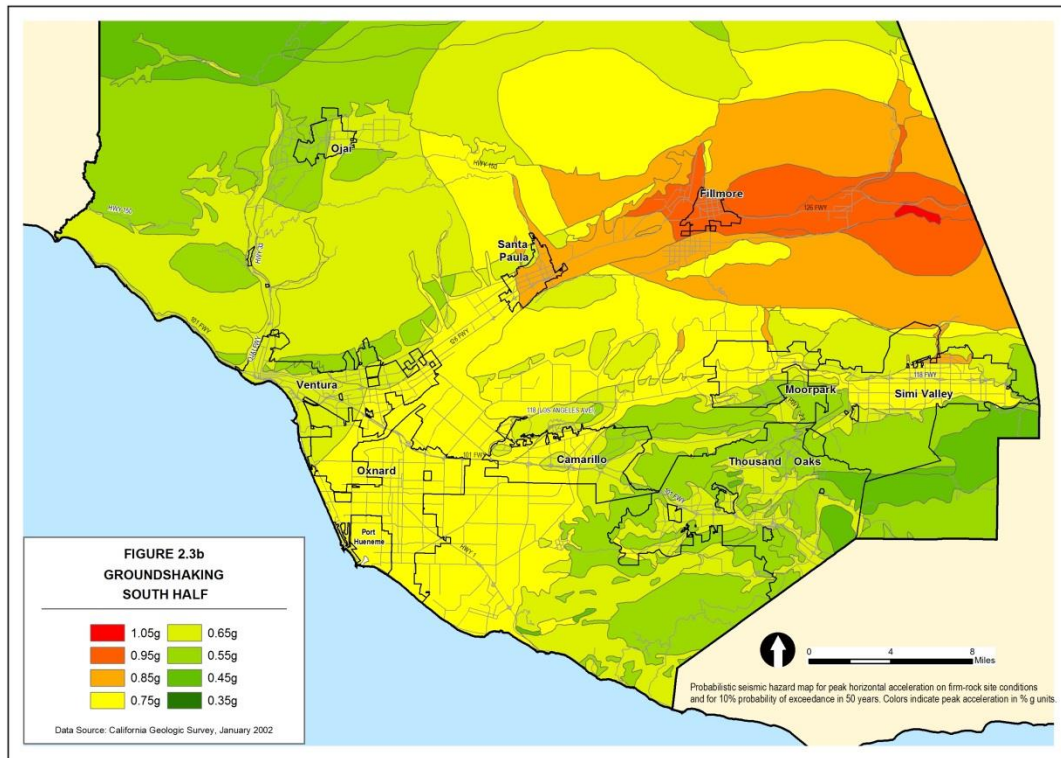 Ojai
HWY 150
Fillmore
126 FWY
HWY 150
Santa
Paula
HWY 33
101 FWY
126 FWY
Ventura
Moorpark
118 FWY
Simi Valley
118 (LOS ANGELES AVE)
101 FWY
Camarillo
Thousand Oaks
Oxnard
101 FWY
Port
Hueneme
HWY 1
FIGURE 2.3b
GROUNDSHAKING
SOUTH HALF
1.05g 0.65g
0.95g 0.55g
0.85g 0.45g
0.75g 0.35g
Data Source: California Geologic Survey, January 2002
0 4 8
Miles
Probabilistic seismic hazard map for peak horizontal acceleration on firm-rock site conditions
and for 10% probability of exceedance in 50 years. Colors indicate peak acceleration in % g units.